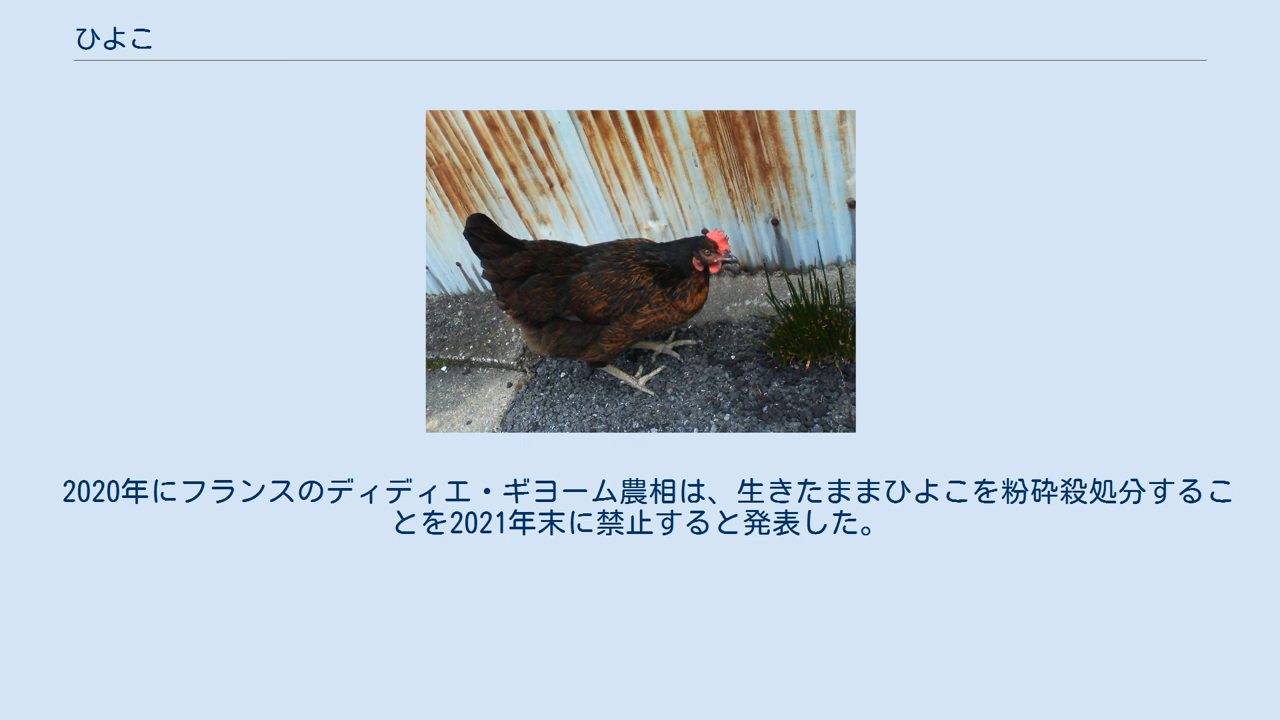 ひよこ
2020年にフランスのディディエ・ギヨーム農相は、生きたままひよこを粉砕殺処分するこ
とを2021年末に禁止すると発表した。